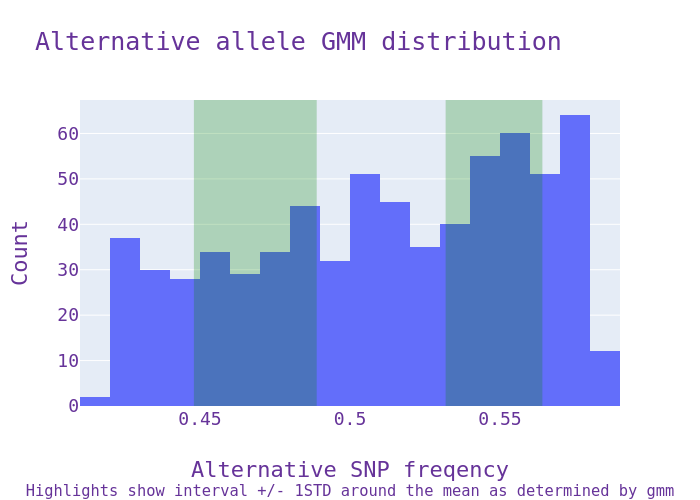 Alternative allele GMM distribution
60
50
40
30
20
10
0
Count
0.45
0.5
0.55
Alternative SNP freqency
Highlights show interval +/- 1STD around the mean as determined by gmm